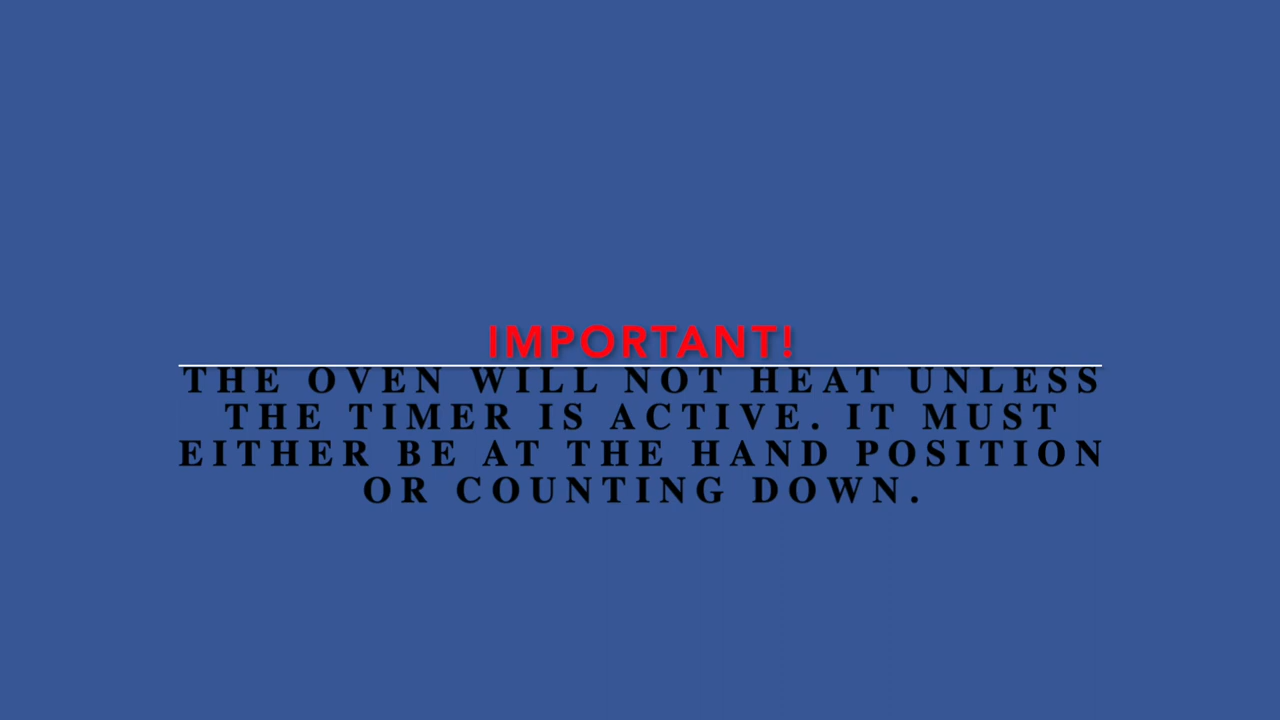 IMPORTANT!
THE OVEN WILL NOT HEAT UNLESS
THE TIMER IS ACTIVE. IT MUST
EITHER BE AT THE HAND POSITION
OR COUNTING DOWN.